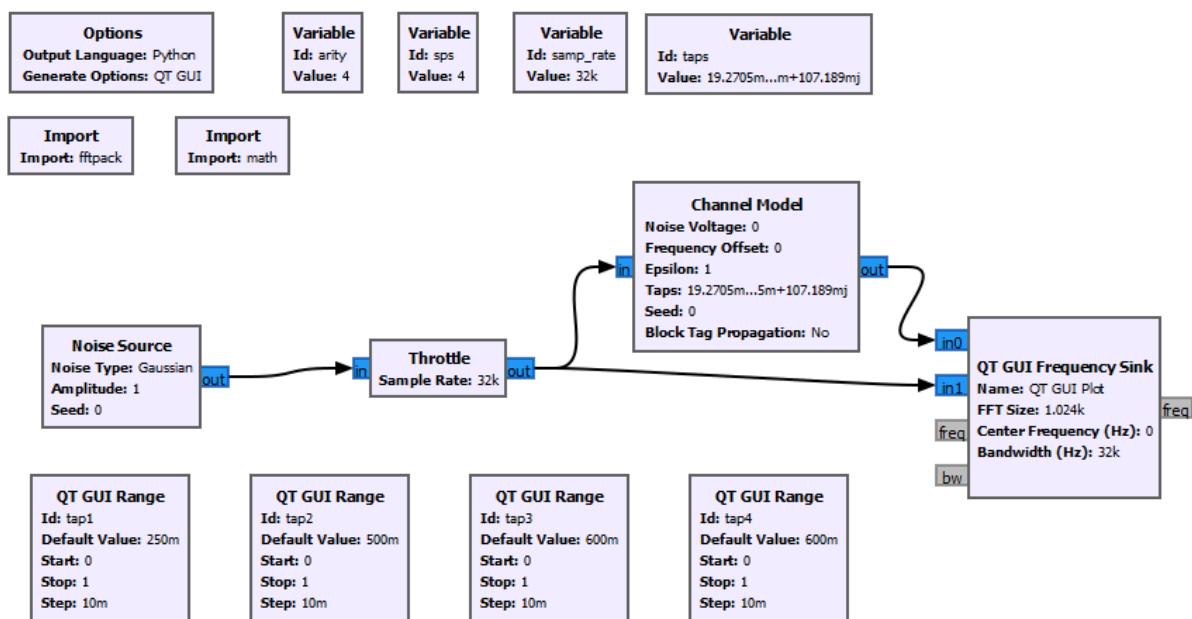 Options
Output Language: Python
Generate Options: QT GUI
Variable
Id: arity
Value: 4
Variable
Id: sps
Value: 4
Variable
Id: samp_rate
Value: 32k
Variable
Id: taps
Value: 19.2705m...m+107.189mj
Import
Import: fftpack
Import
Import: math
Channel Model
Noise Voltage: 0
Frequency Offset: 0
Epsilon: 1
Taps: 19.2705m...5m+107.189mj
Seed: 0
Block Tag Propagation: No
in
out
Noise Source
Noise Type: Gaussian
Amplitude: 1
Seed: 0
out
in
Throttle
Sample Rate: 32k
out
in0
in1
freq
bw
QT GUI Frequency Sink
Name: QT GUI Plot
FFT Size: 1.024k
Center Frequency (Hz): 0
Bandwidth (Hz): 32k
freq
QT GUI Range
Id: tap1
Default Value: 250m
Start: 0
Stop: 1
Step: 10m
QT GUI Range
Id: tap2
Default Value: 500m
Start: 0
Stop: 1
Step: 10m
QT GUI Range
Id: tap3
Default Value: 600m
Start: 0
Stop: 1
Step: 10m
QT GUI Range
Id: tap4
Default Value: 600m
Start: 0
Stop: 1
Step: 10m